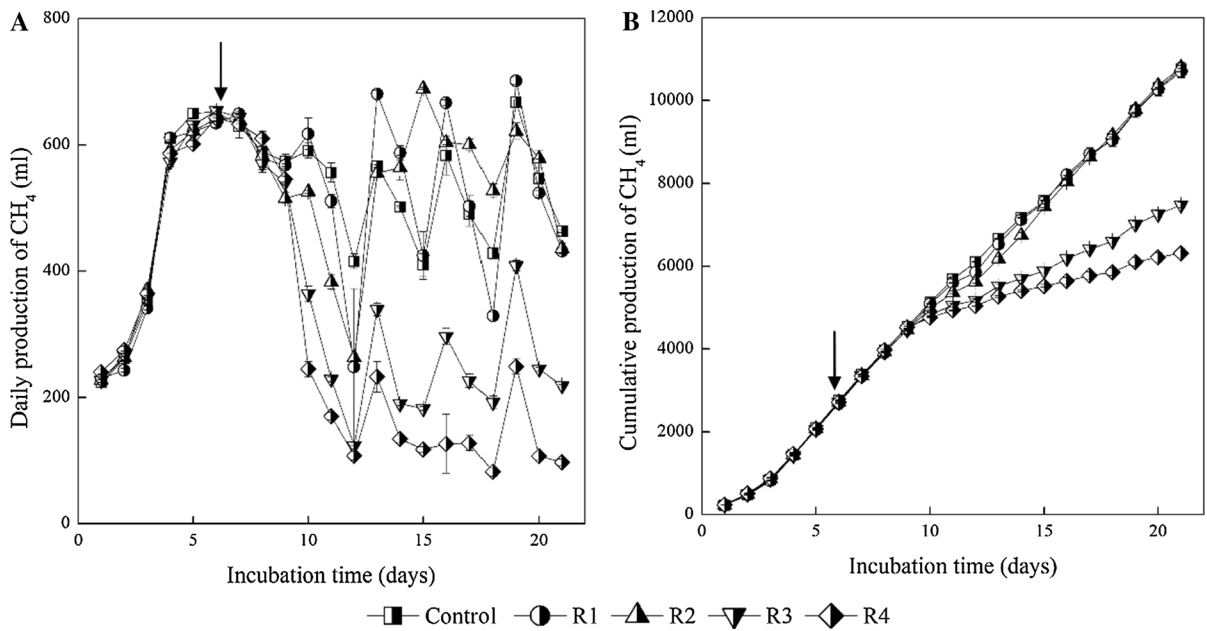 A
Daily production of CH4 (ml)
800
600
400
200
0
0 5 10 15 20
Incubation time (days)
B
Cumulative production of CH4 (ml)
12000
10000
8000
6000
4000
2000
0
0 5 10 15 20
Incubation time (days)
Control R1 R2 R3 R4